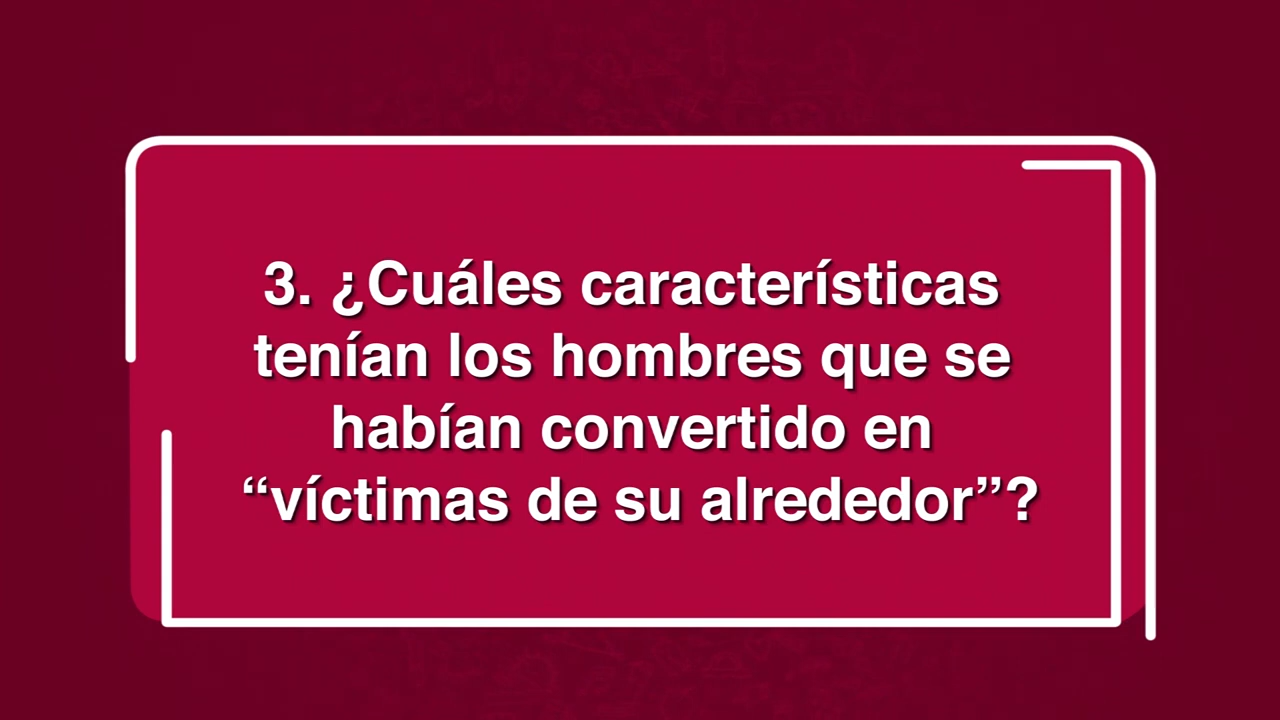 3. ¿Cuáles características
tenían los hombres que se
habían convertido en
“víctimas de su alrededor”?